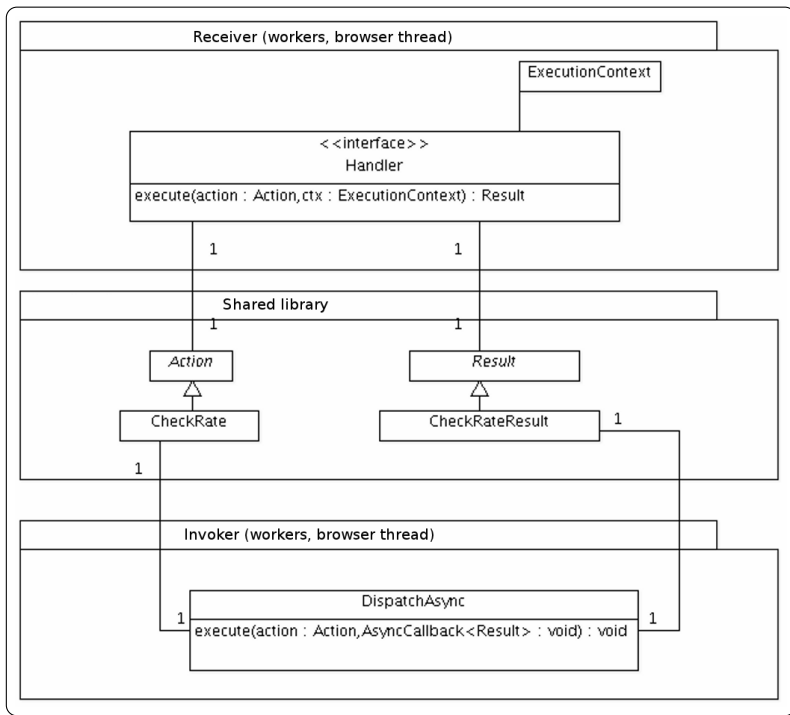 Receiver (workers, browser thread)
ExecutionContext
<<interface>>
Handler
execute(action : Action,ctx : ExecutionContext) : Result
1
1
Shared library
1
1
Action
Result
CheckRate
CheckRateResult
1
1
Invoker (workers, browser thread)
DispatchAsync
1
1
execute(action : Action,AsyncCallback<Result> : void) : void